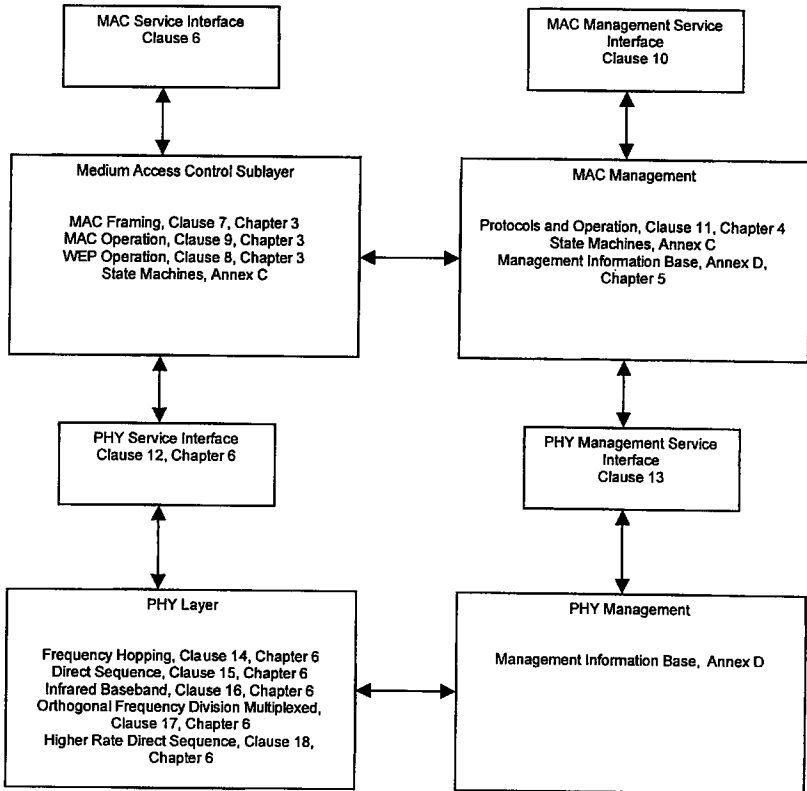 MAC Service Interface
Clause 6
MAC Management Service
Interface
Clause 10
Medium Access Control Sublayer
MAC Framing, Clause 7, Chapter 3
MAC Operation, Clause 9, Chapter 3
WEP Operation, Clause 8, Chapter 3
State Machines, Annex C
MAC Management
Protocols and Operation, Clause 11, Chapter 4
State Machines, Annex C
Management Information Base, Annex D,
Chapter 5
PHY Service Interface
Clause 12, Chapter 6
PHY Management Service
Interface
Clause 13
PHY Layer
Frequency Hopping, Clause 14, Chapter 6
Direct Sequence, Clause 15, Chapter 6
Infrared Baseband, Clause 16, Chapter 6
Orthogonal Frequency Division Multiplexed,
Clause 17, Chapter 6
Higher Rate Direct Sequence, Clause 18,
Chapter 6
PHY Management
Management Information Base, Annex D